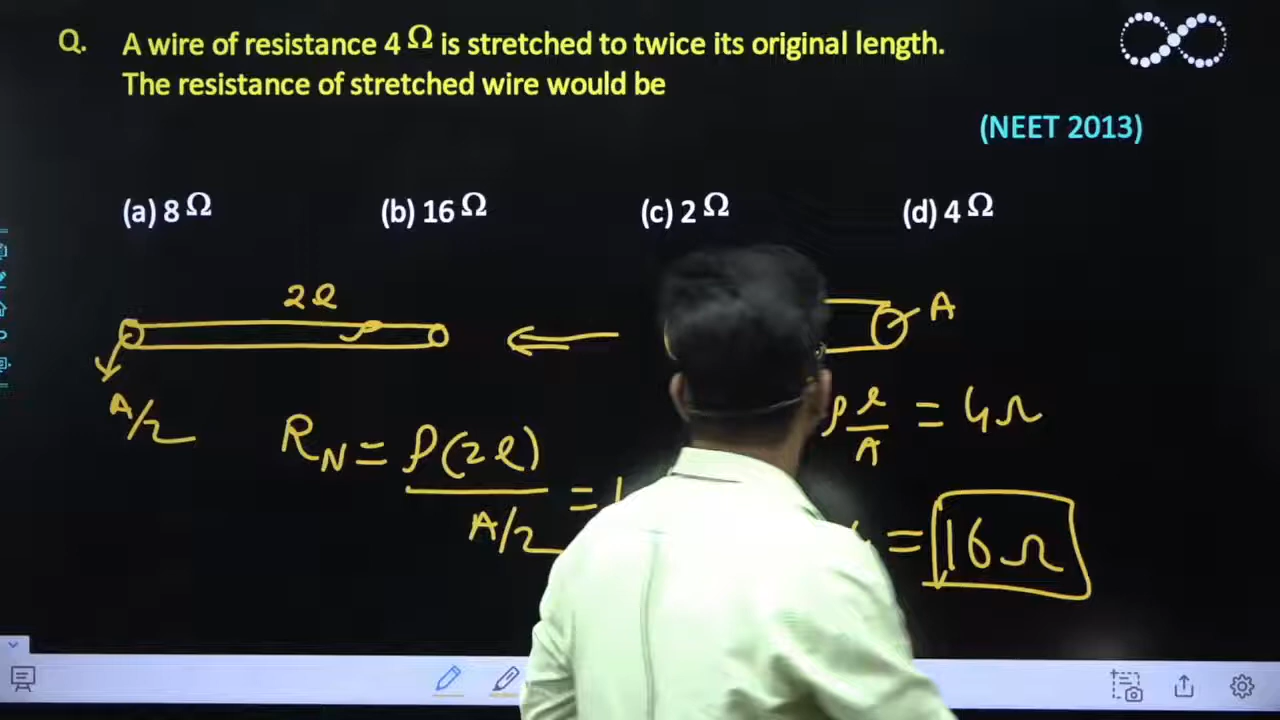 Q. A wire of resistance 4 Ω is stretched to twice its original length.
The resistance of stretched wire would be
(NEET 2013)
(a) 8 Ω (b) 16 Ω (c) 2 Ω (d) 4 Ω
2l
A
A/2
ρ l/A = 4Ω
R_N = ρ(2l)/A/2 =
= 16 Ω